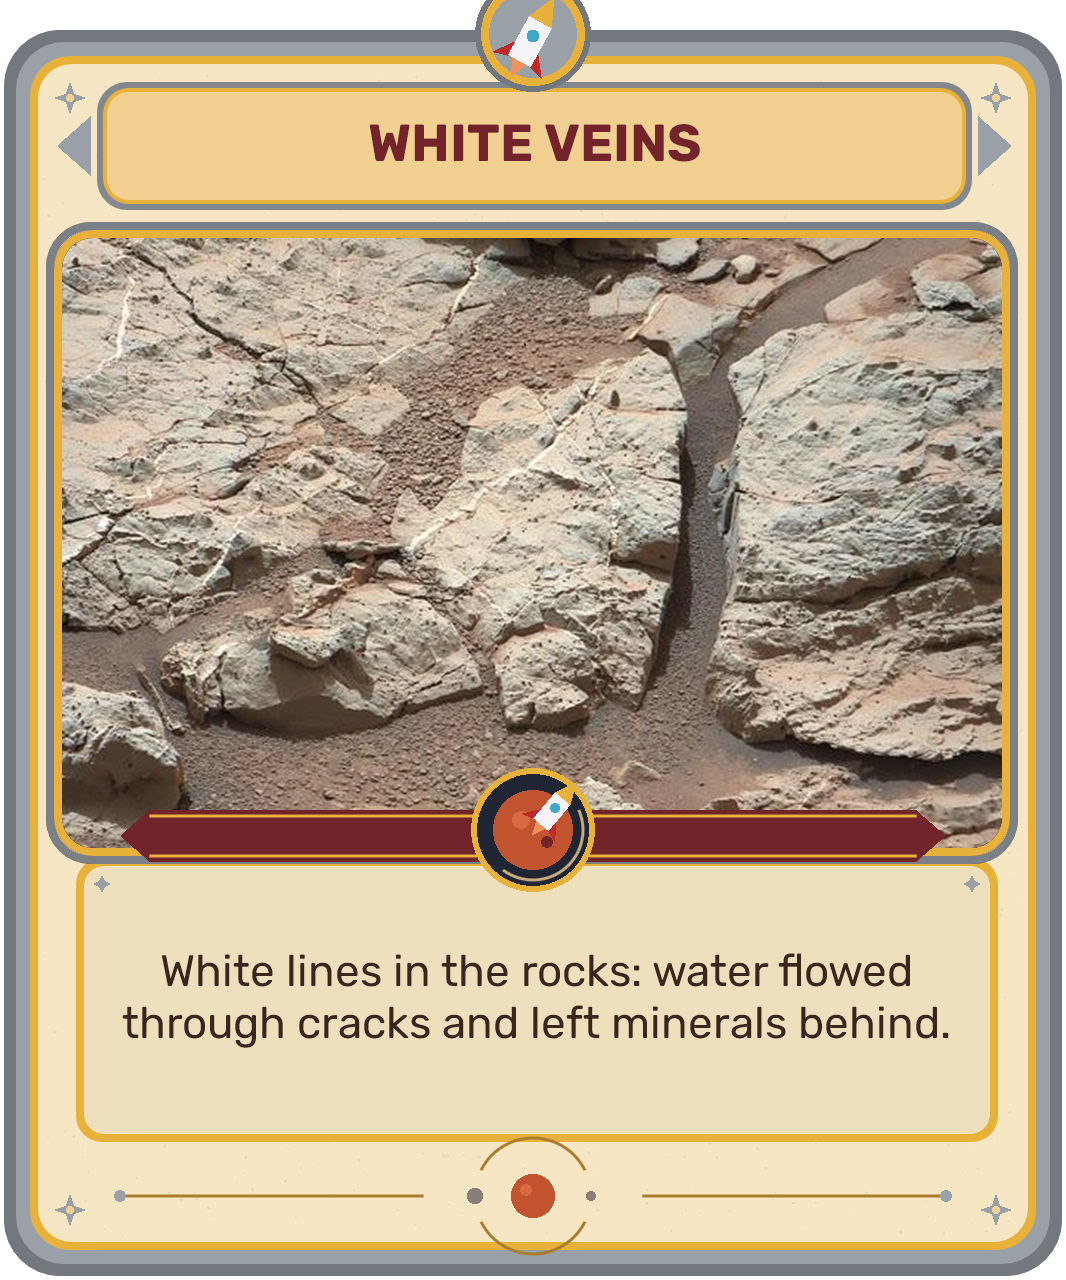 WHITE VEINS
White lines in the rocks: water flowed
through cracks and left minerals behind.